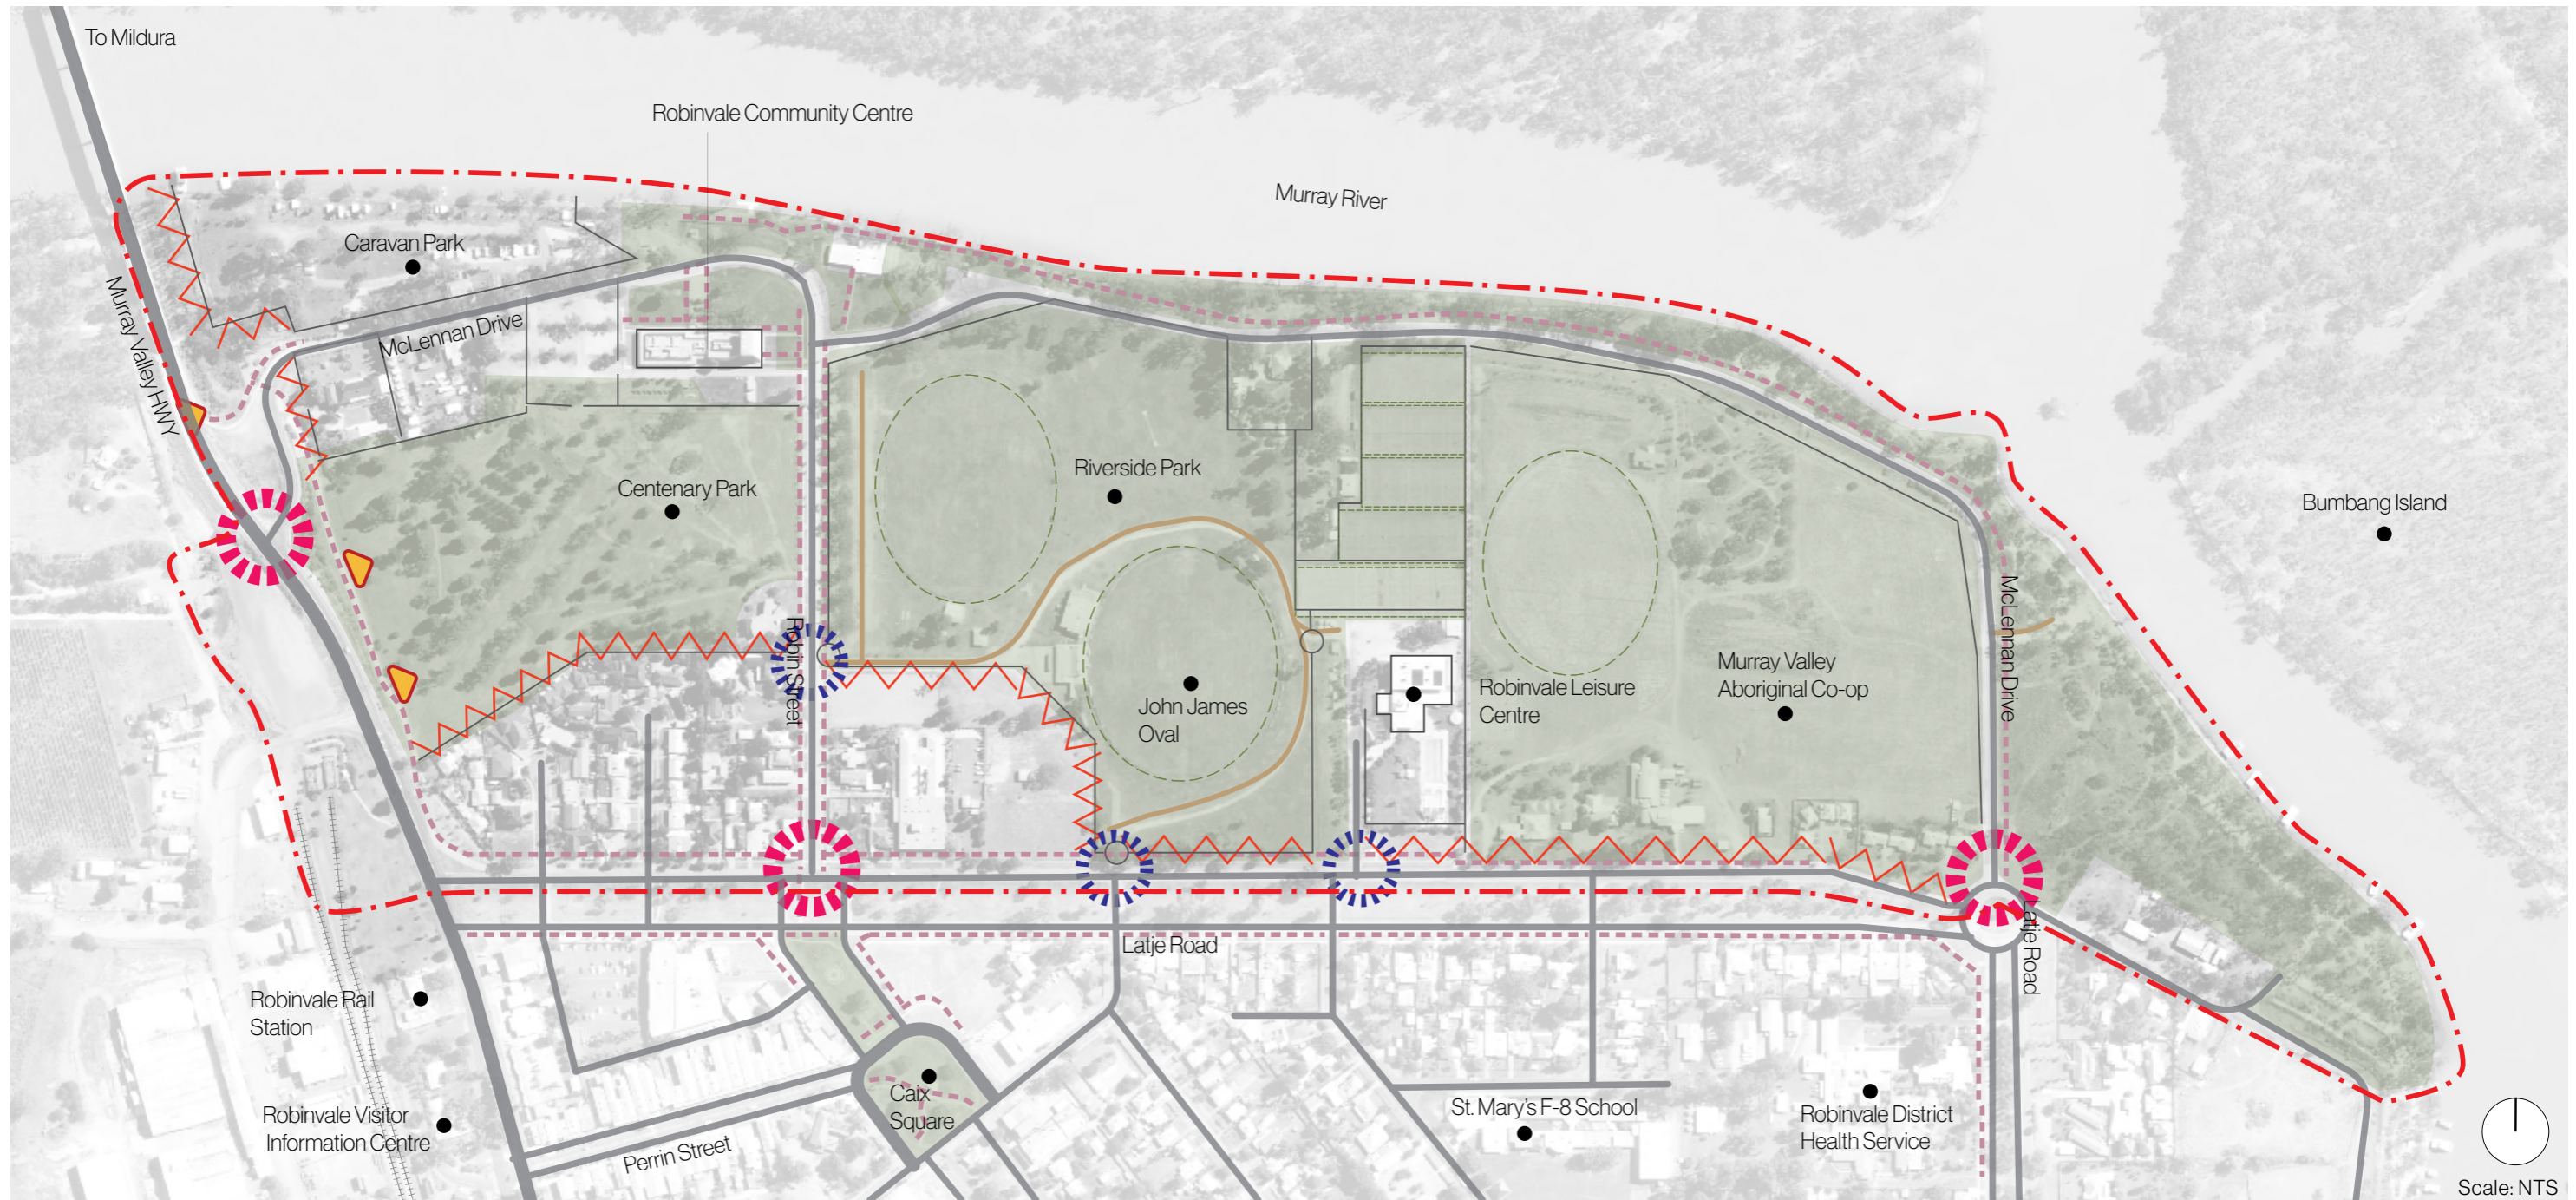 To Mildura
Robinvale Community Centre
Murray River
Caravan Park
Murray Valley HWY
McLennan Drive
Riverside Park
Centenary Park
Bumbang Island
McLennan Drive
Robin Street
Murray Valley
Aboriginal Co-op
Robinvale Leisure
Centre
John James
Oval
Latje Road
Latje Road
Robinvale Rail
Station
Caix
Square
Robinvale Visitor
Information Centre
Perrin Street
St. Mary's F-8 School
Robinvale District
Health Service
Scale: NTS